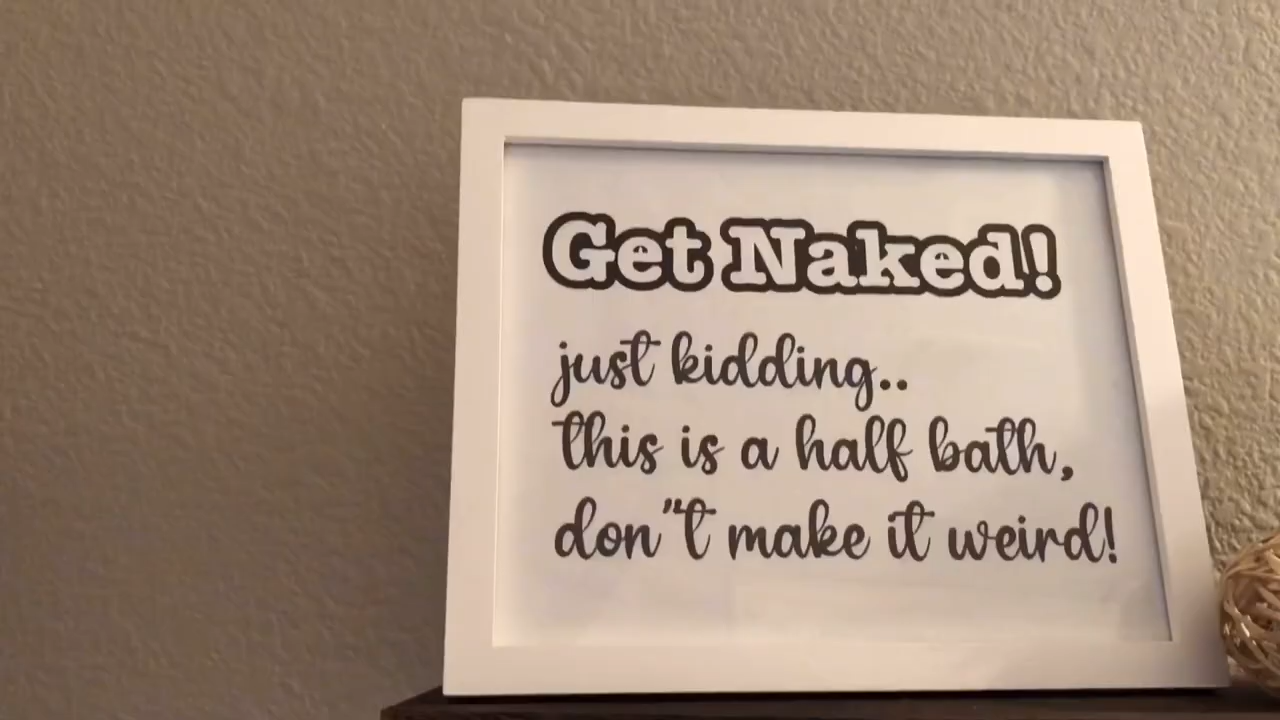 Get Naked!
just kidding..
this is a half bath,
don"t make it weird!